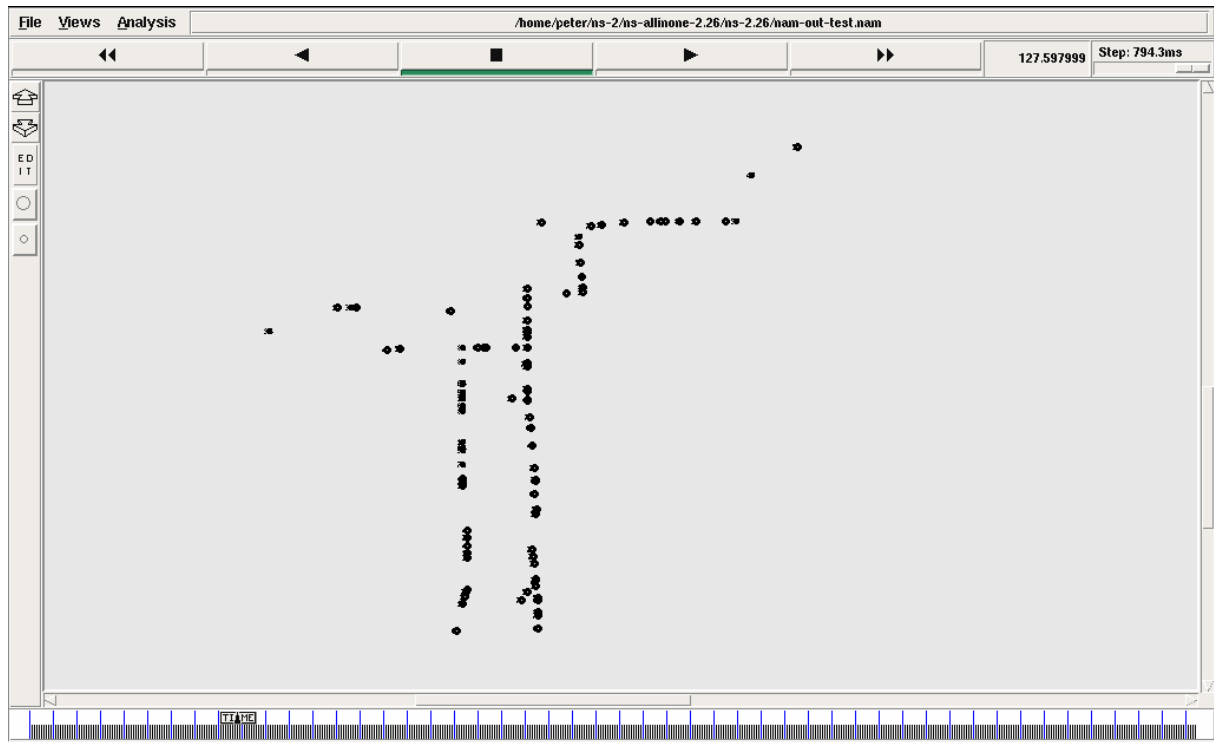 File Views Analysis /home/peter/ns-2/ns-allinone-2.26/ns-2.26/nam-out-test.nam
127.597999 Step: 794.3ms
E D
I T
TIME